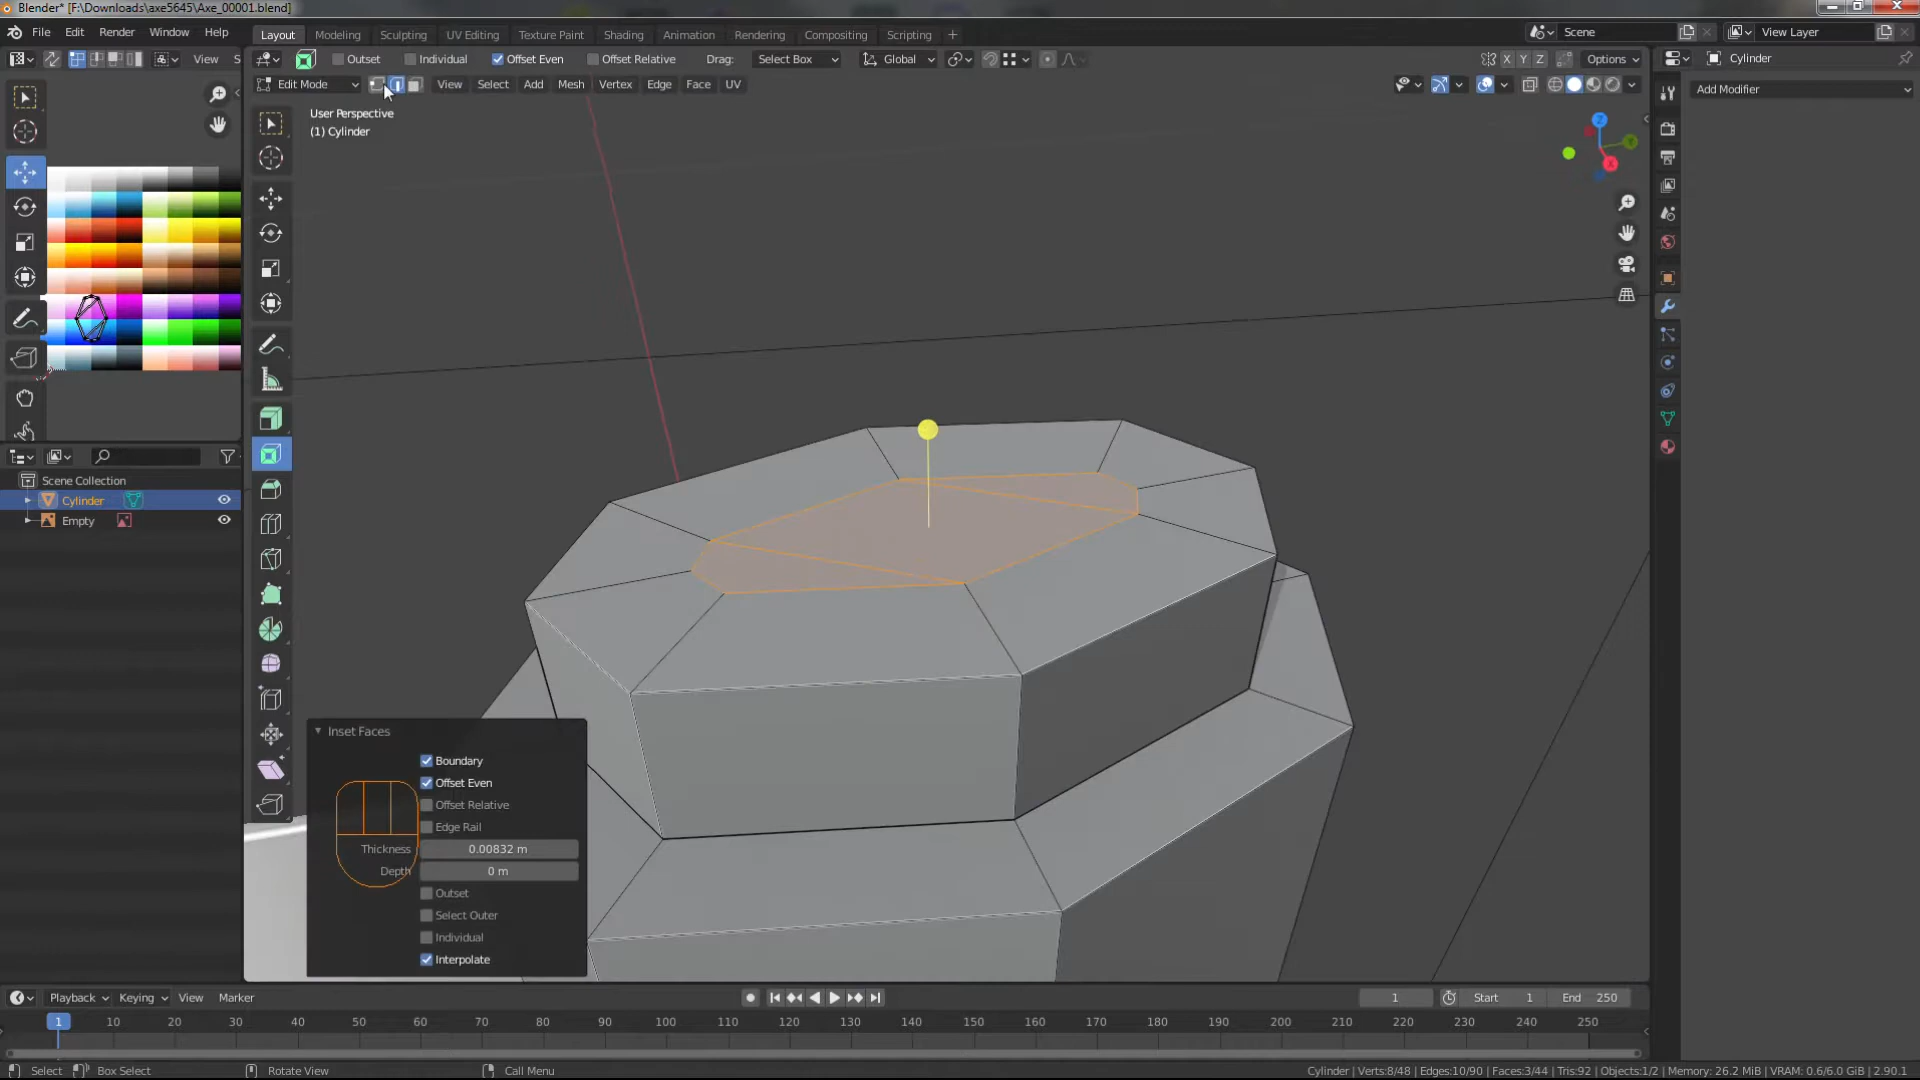 Blender* [F:\Downloads\axe5645\Axe_00001.blend]
File Edit Render Window Help
Layout Modeling Sculpting UV Editing Texture Paint Shading Animation Rendering Compositing Scripting
Scene
View Layer
View S
Outset Individual Offset Even Offset Relative Drag: Select Box Global
X Y Z Options
Cylinder
Edit Mode View Select Add Mesh Vertex Edge Face UV
Add Modifier
User Perspective
(1) Cylinder
Z
Y
X
Scene Collection
Cylinder
Empty
Inset Faces
Boundary
Offset Even
Offset Relative
Edge Rail
Thickness 0.00832 m
Depth 0 m
Outset
Select Outer
Individual
Interpolate
Playback Keying View Marker
1 Start 1 End 250
1 10 20 30 40 50 60 70 80 90 100 110 120 130 140 150 160 170 180 190 200 210 220 230 240 250
Select Box Select Rotate View Call Menu
Cylinder | Verts:8/48 | Edges:10/90 | Faces:3/44 | Tris:92 | Objects:1/2 | Memory: 26.2 MiB | VRAM: 0.6/6.0 GiB | 2.90.1